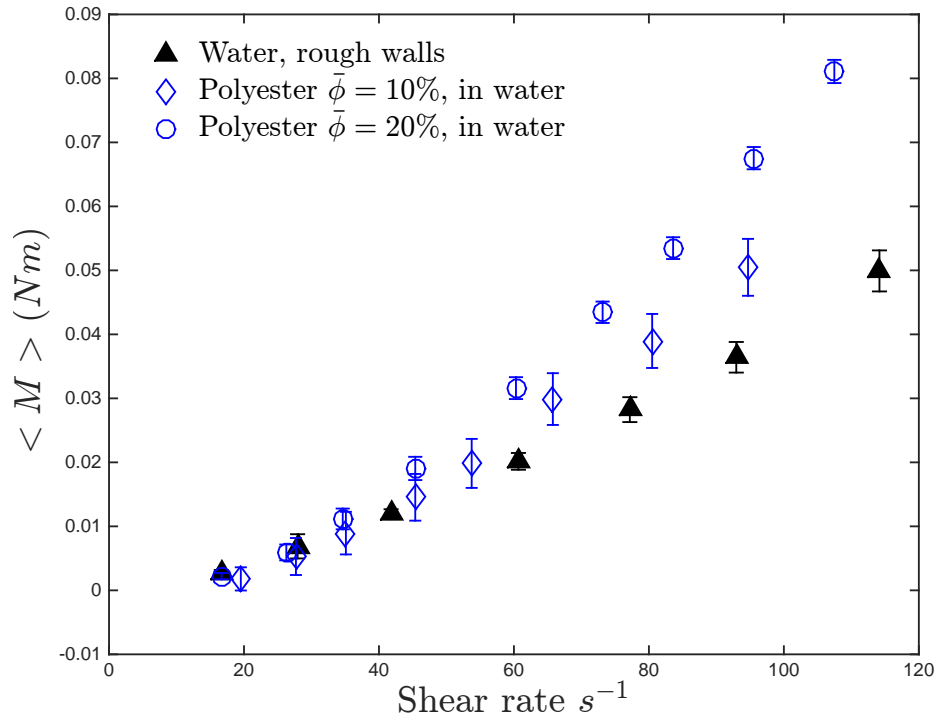 0.09
0.08
0.07
0.06
0.05
0.04
0.03
0.02
0.01
0
-0.01
< M > (Nm)
Water, rough walls
Polyester ϕ̄ = 10%, in water
Polyester ϕ̄ = 20%, in water
0 20 40 60 80 100 120
Shear rate s⁻¹